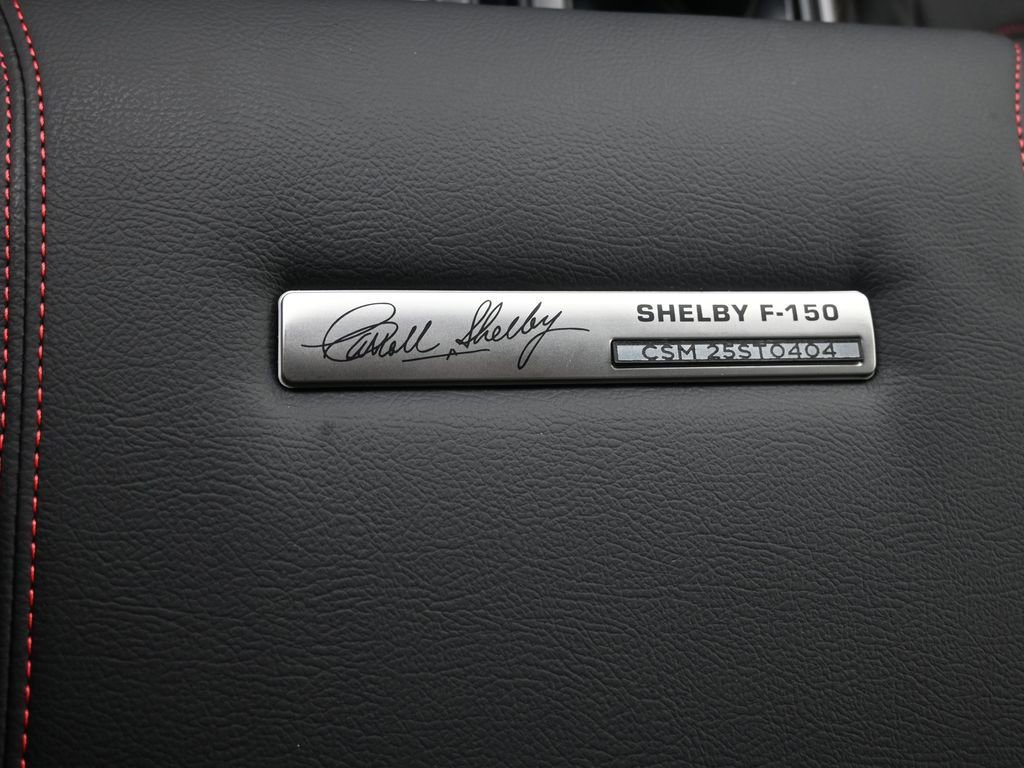 Carroll Shelby
SHELBY F-150
CSM 25ST0404